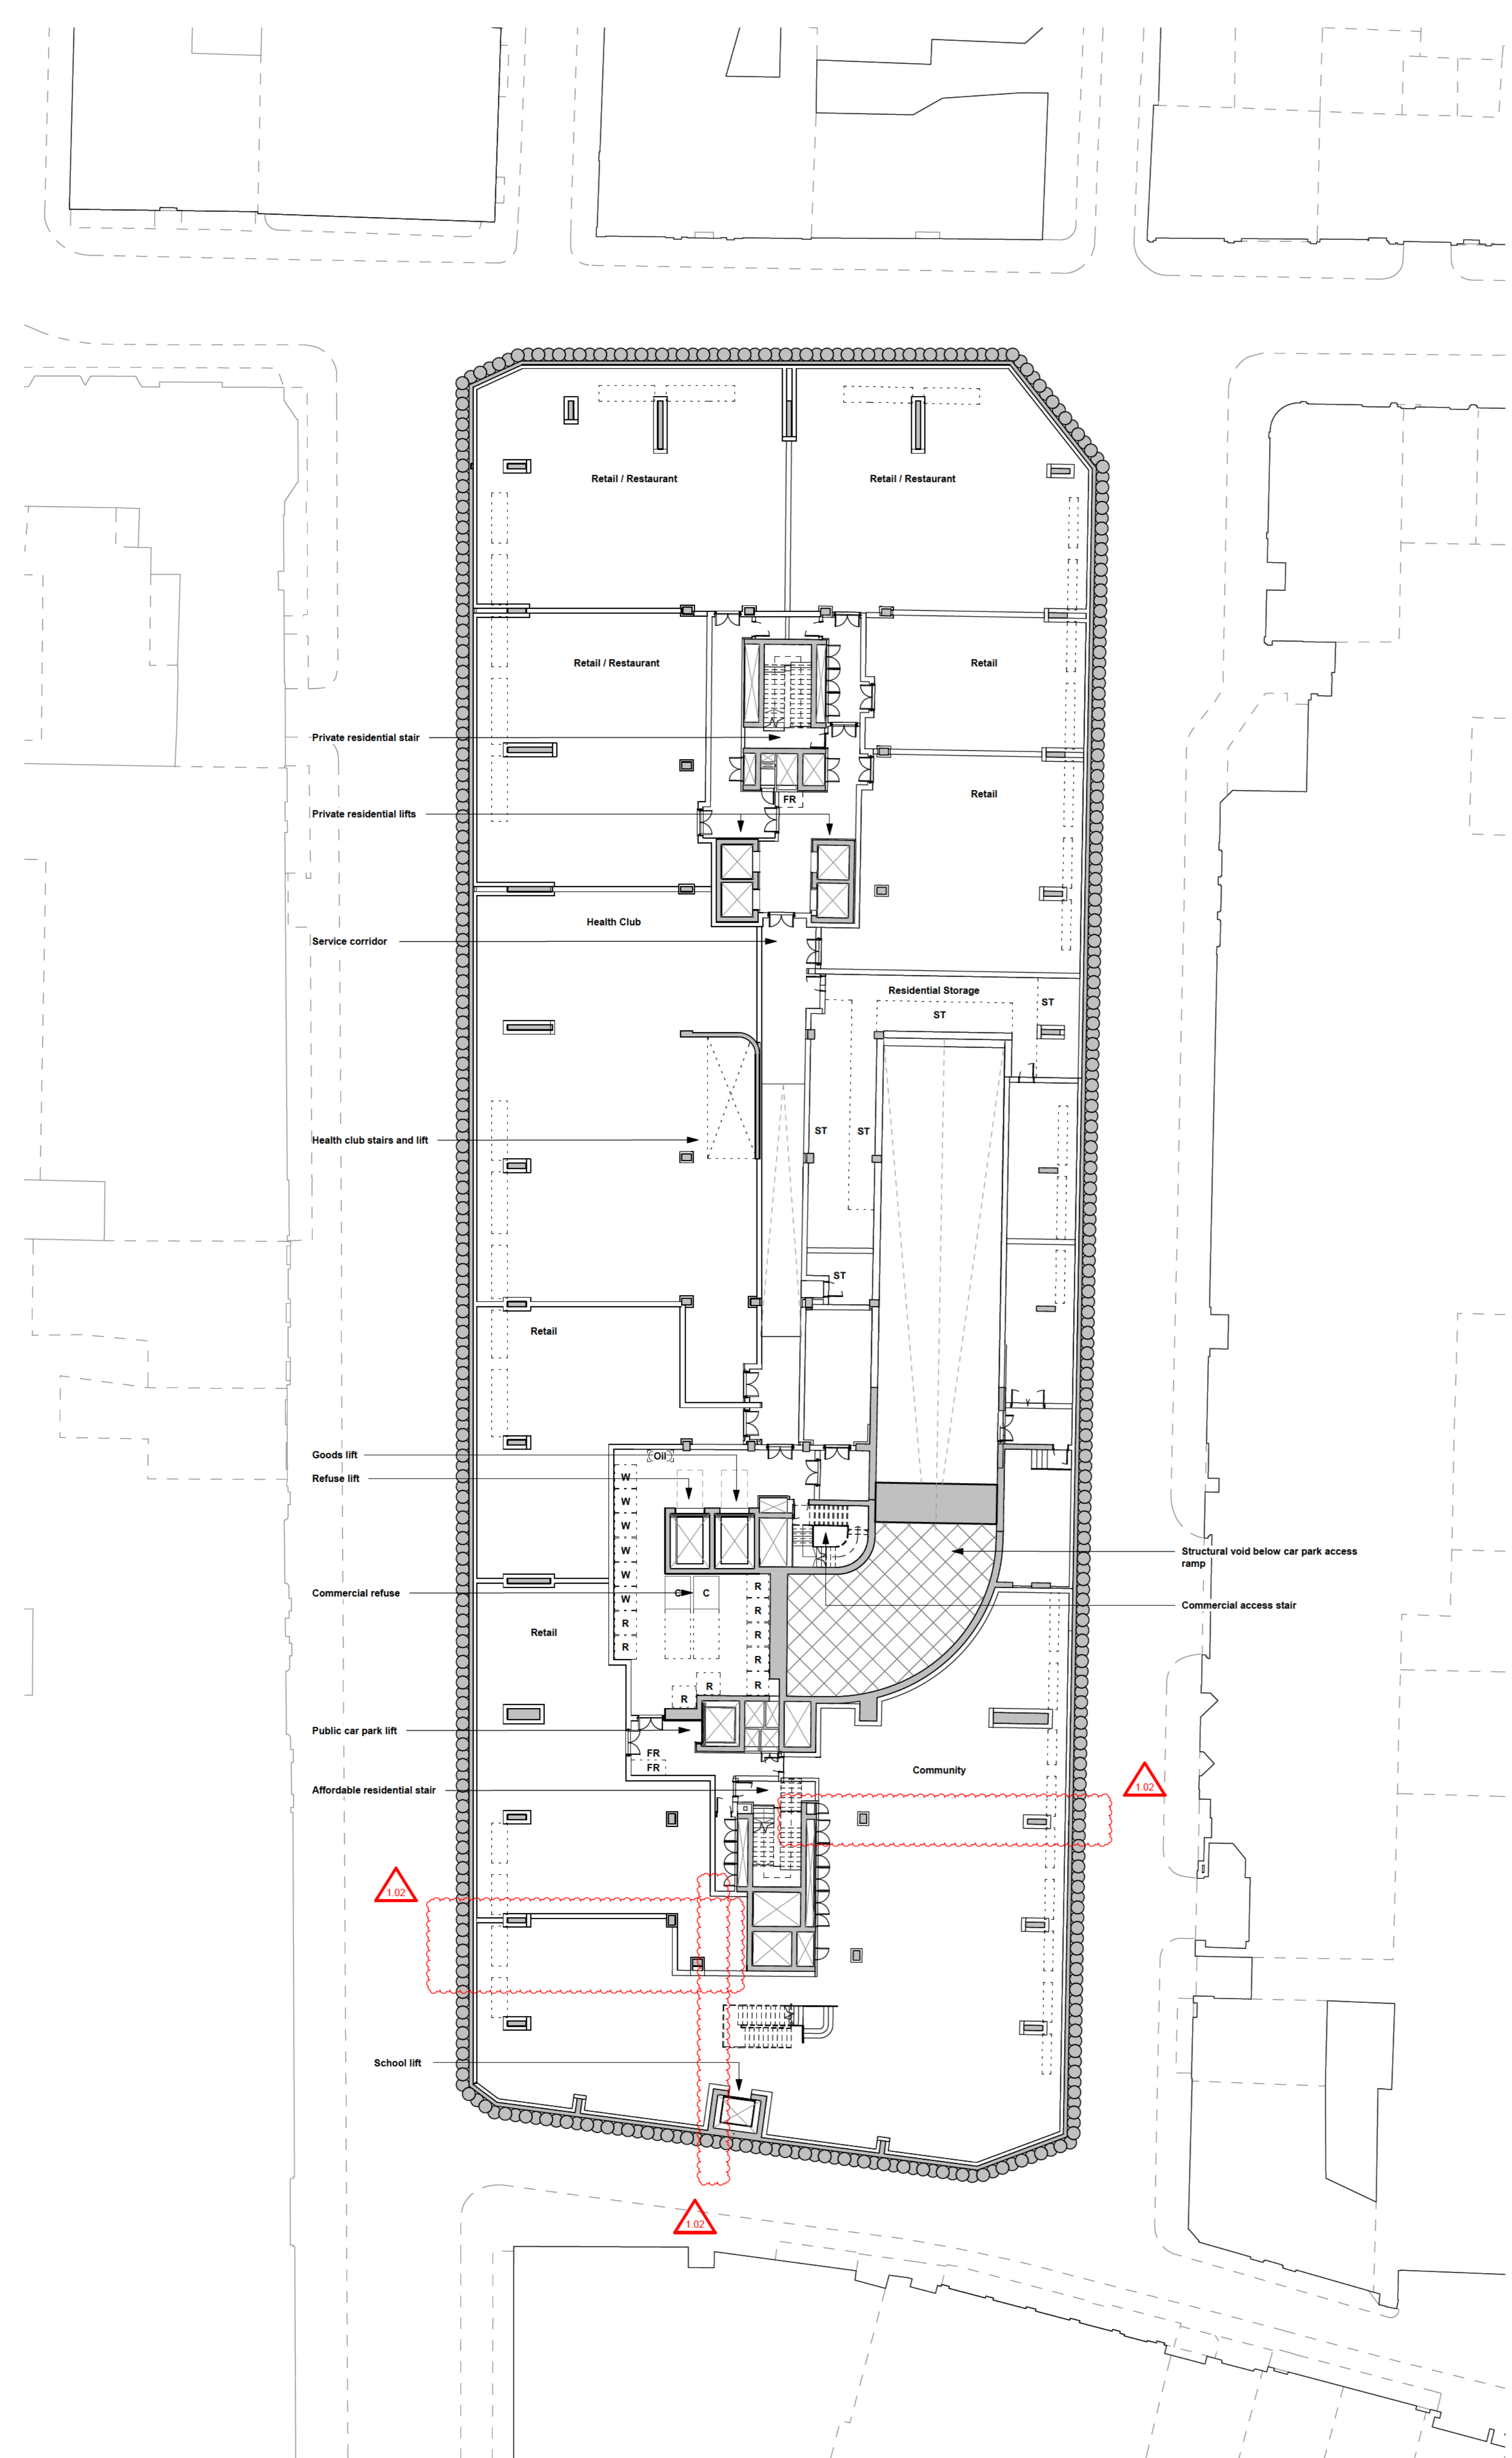 Retail / Restaurant
Retail / Restaurant
Retail / Restaurant
Retail
Private residential stair
Retail
FR
Private residential lifts
Health Club
Service corridor
Residential Storage
ST
ST
ST
ST
Health club stairs and lift
ST
Retail
Goods lift
Oil
Refuse lift
W
W
W
W
W
W
R
R
Structural void below car park access
ramp
Commercial refuse
C
C
R
R
R
R
R
Commercial access stair
Retail
R
R
Public car park lift
FR
FR
Community
Affordable residential stair
1.02
1.02
School lift
1.02